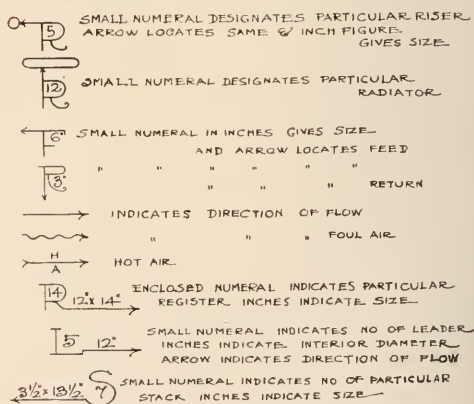 5 SMALL NUMERAL DESIGNATES PARTICULAR RISER
ARROW LOCATES SAME & INCH FIGURE
GIVES SIZE
12 SMALL NUMERAL DESIGNATES PARTICULAR
RADIATOR
F 6" SMALL NUMERAL IN INCHES GIVES SIZE
AND ARROW LOCATES FEED
R 3" " " " " " " "
" " " RETURN
INDICATES DIRECTION OF FLOW
" " " FOUL AIR
H
A HOT AIR
R 14 ENCLOSED NUMERAL INDICATES PARTICULAR
12" X 14" REGISTER INCHES INDICATE SIZE
L 5 12" SMALL NUMERAL INDICATES NO OF LEADER
INCHES INDICATE INTERIOR DIAMETER
ARROW INDICATES DIRECTION OF FLOW
3 1/2" X 13 1/2" S 7 SMALL NUMERAL INDICATES NO OF PARTICULAR
STACK INCHES INDICATE SIZE